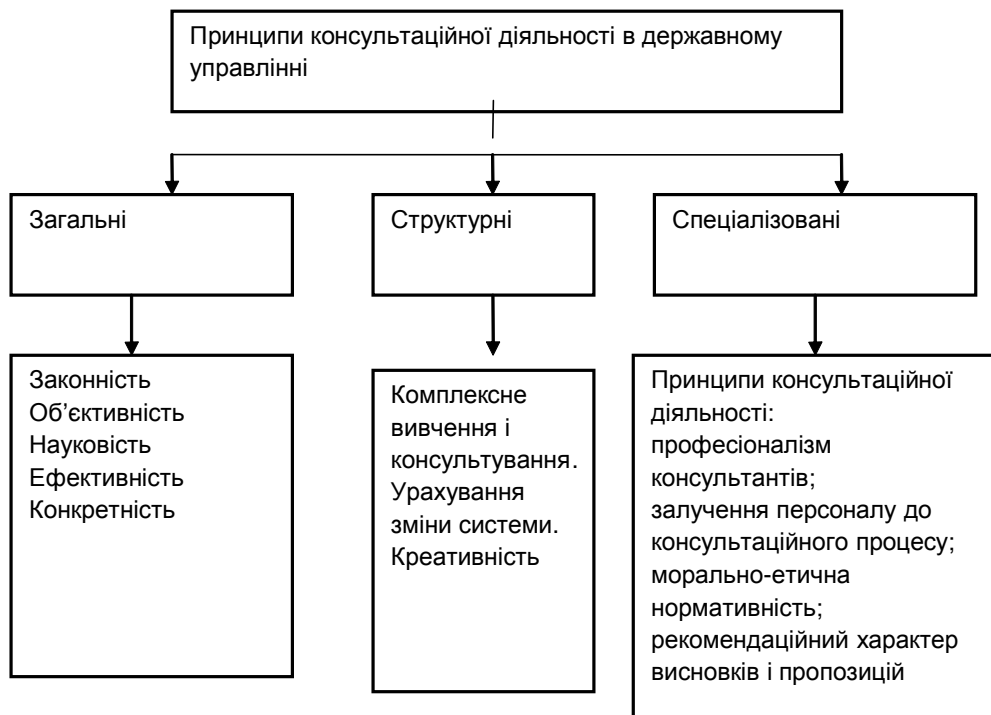 Принципи консультаційної діяльності в державному
управлінні
Загальні
Структурні
Спеціалізовані
Законність
Об’єктивність
Науковість
Ефективність
Конкретність
Комплексне
вивчення і
консультування.
Урахування
зміни системи.
Креативність
Принципи консультаційної
діяльності:
професіоналізм
консультантів;
залучення персоналу до
консультаційного процесу;
морально-етична
нормативність;
рекомендаційний характер
висновків і пропозицій